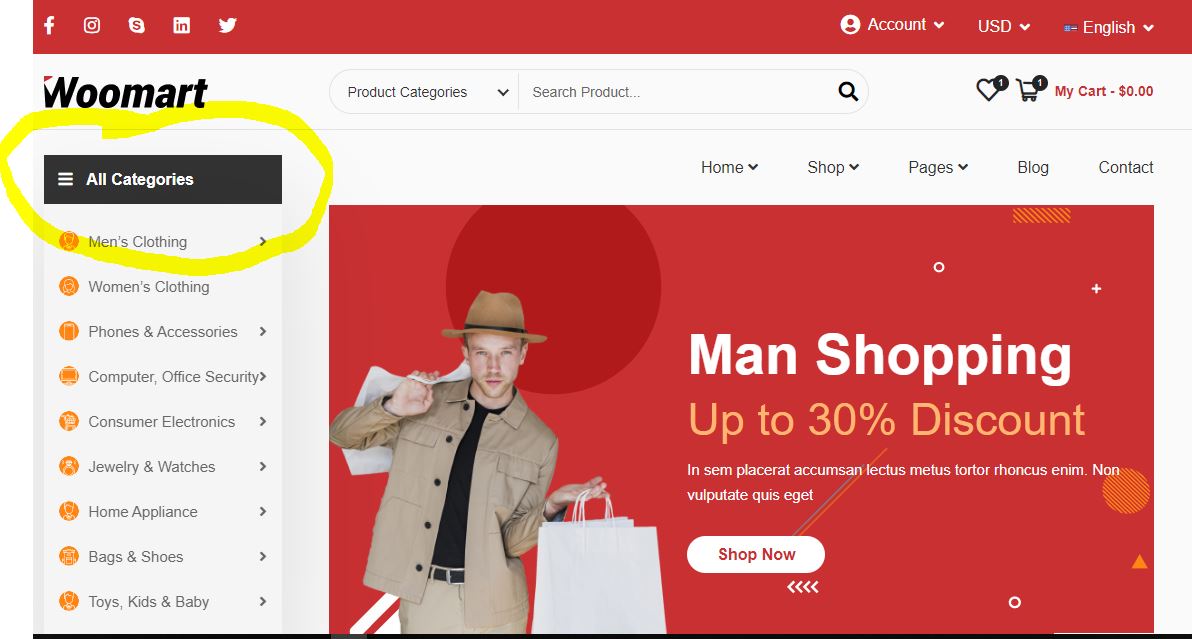 Account
USD
English
Woomart
Product Categories
Search Product...
1
1
My Cart - $0.00
All Categories
Home
Shop
Pages
Blog
Contact
Men's Clothing
Women's Clothing
Phones & Accessories
Computer, Office Security
Consumer Electronics
Jewelry & Watches
Home Appliance
Bags & Shoes
Toys, Kids & Baby
Man Shopping
Up to 30% Discount
In sem placerat accumsan lectus metus tortor rhoncus enim. Non
vulputate quis eget
Shop Now